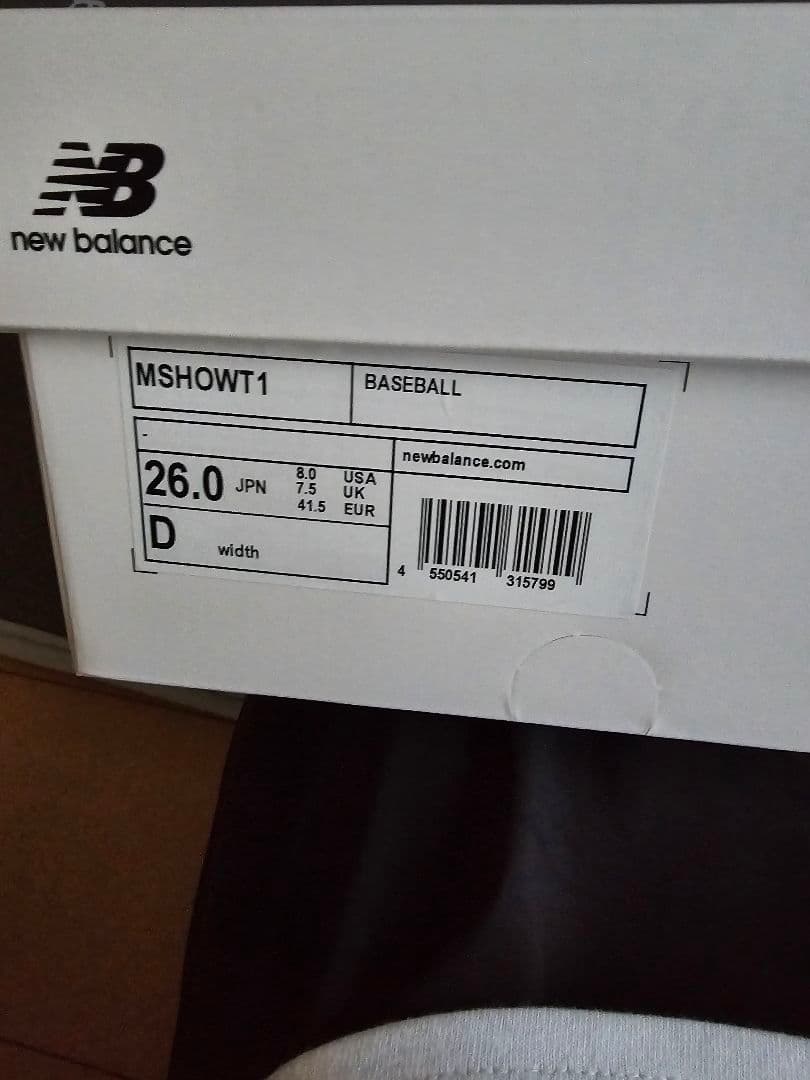 NB
new balance
MSHOWT1
BASEBALL
-
newbalance.com
26.0 JPN
8.0 USA
7.5 UK
41.5 EUR
D width
4 550541 315799